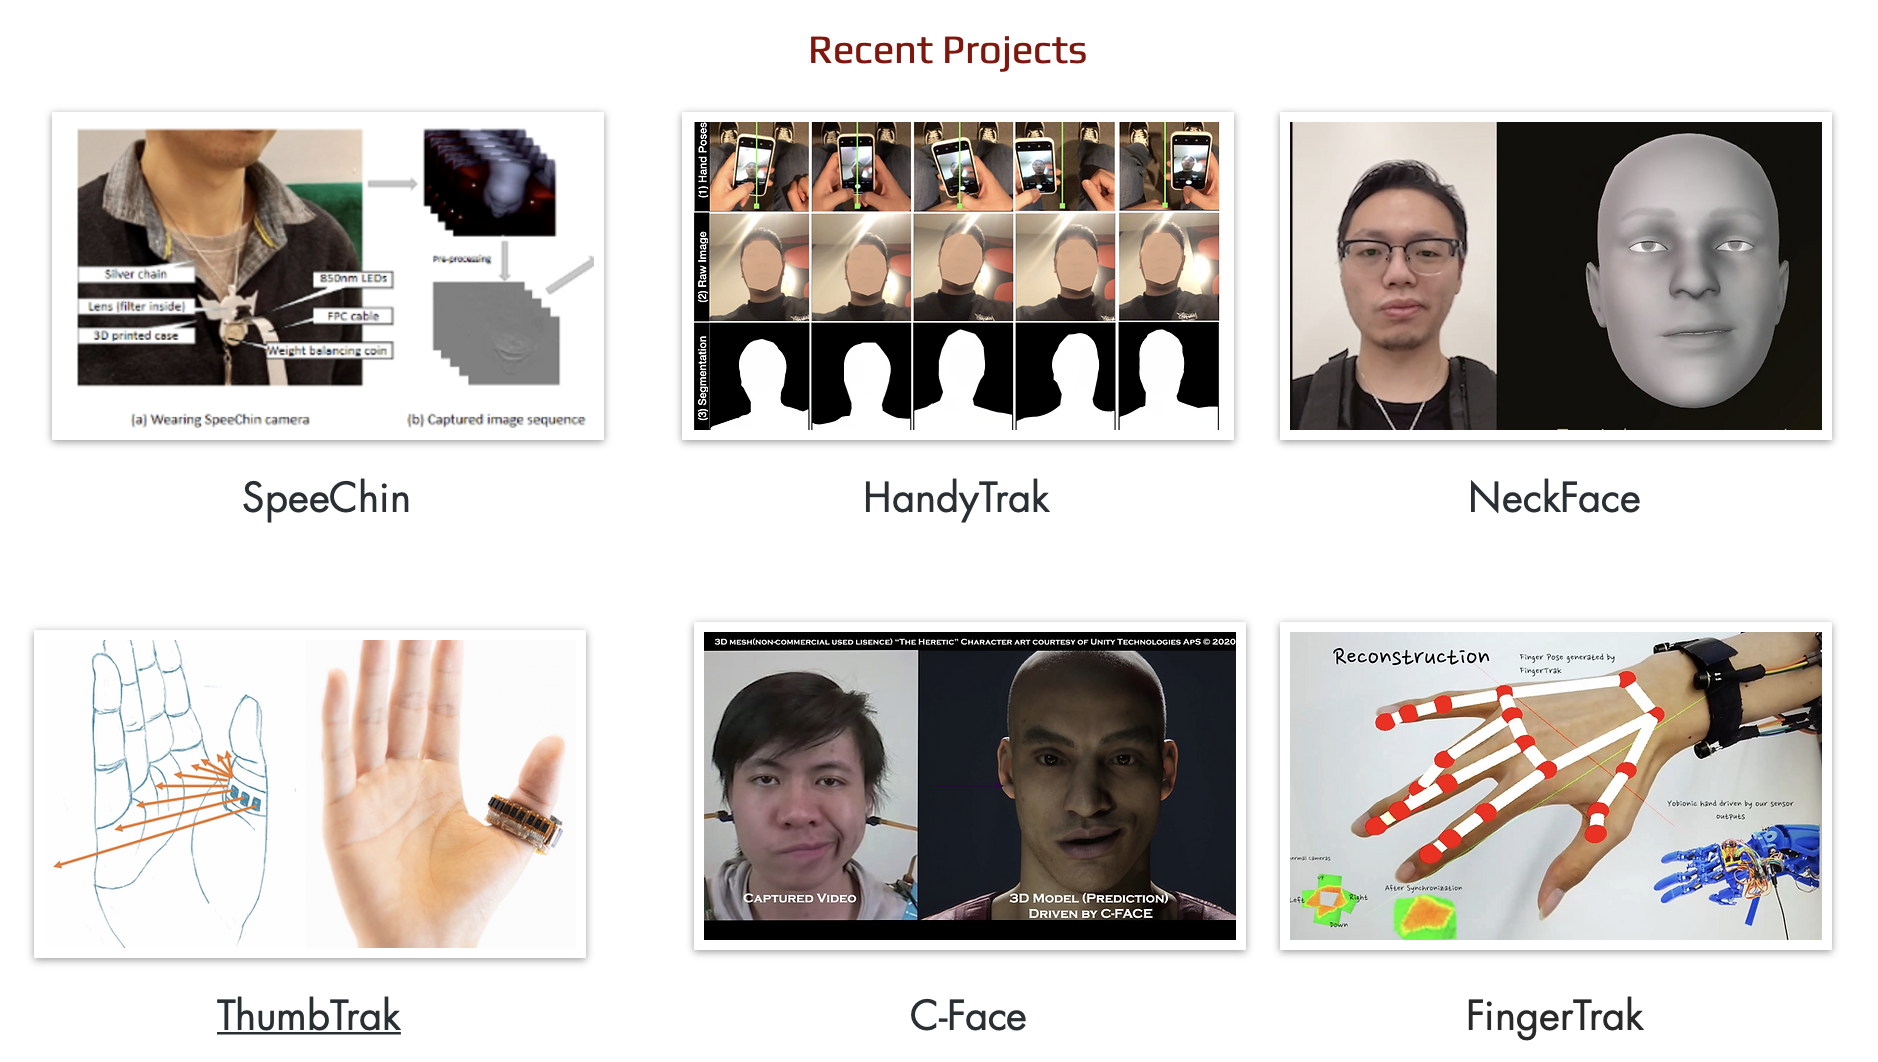 Recent Projects
Silver chain
Lens (filter inside)
3D printed case
850nm LEDs
FPC cable
Weight balancing coin
Pre-processing
(a) Wearing SpeeChin camera
(b) Captured image sequence
SpeeChin
(1) Hand Poses
(2) Raw Image
(3) Segmentation
HandyTrak
NeckFace
ThumbTrak
3D MESH(NON-COMMERCIAL USED LISENCE) "THE HERETIC" CHARACTER ART COURTESY OF UNITY TECHNOLOGIES APS © 2020
CAPTURED VIDEO
3D MODEL (PREDICTION)
DRIVEN BY C-FACE
C-Face
Reconstruction
Finger Pose generated by
FingerTrak
Yobionic hand driven by our sensor
outputs
After Synchronization
Left
Right
Down
FingerTrak